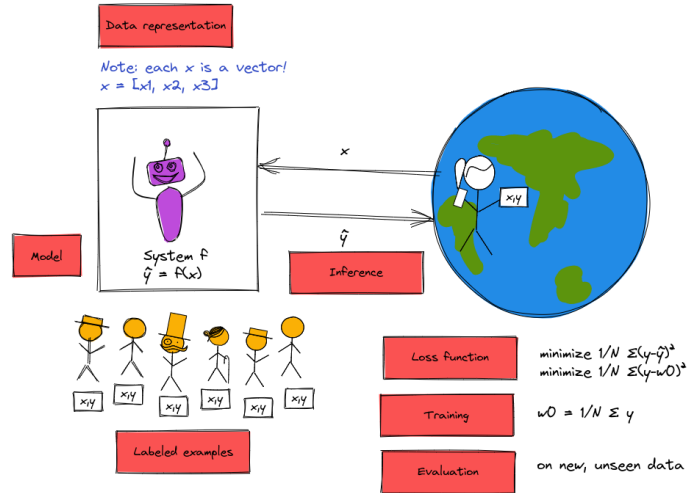 Data representation
Note: each x is a vector!
x = [x1, x2, x3]
x
x,y
ŷ
System f
ŷ = f(x)
Model
Inference
x,y
x,y
x,y
x,y
x,y
x,y
Labeled examples
Loss function
minimize 1/N Σ(y-ŷ)²
minimize 1/N Σ(y-w0)²
Training
w0 = 1/N Σ y
Evaluation
on new, unseen data